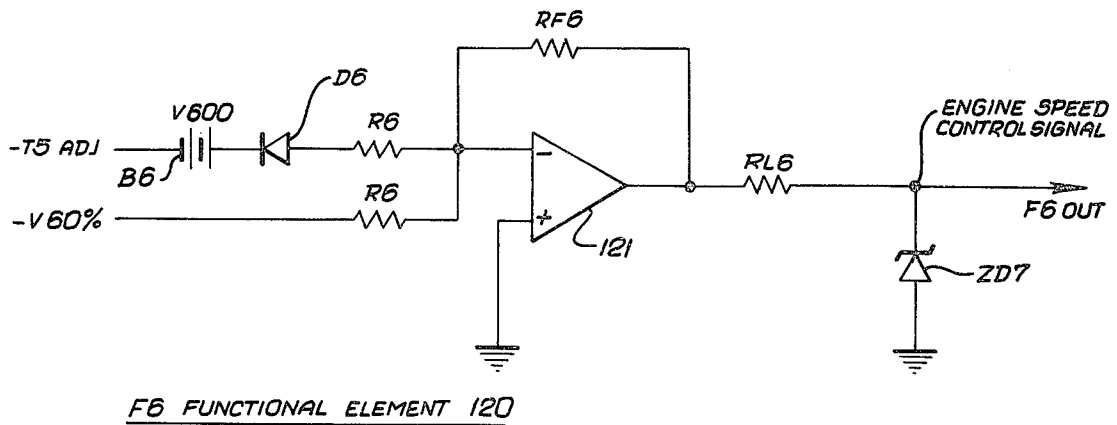 RF6
D6
V600
R6
ENGINE SPEED
CONTROL SIGNAL
-T5 ADJ
B6
RL6
-
R6
-V60%
+
121
F6 OUT
ZD7
F6 FUNCTIONAL ELEMENT 120